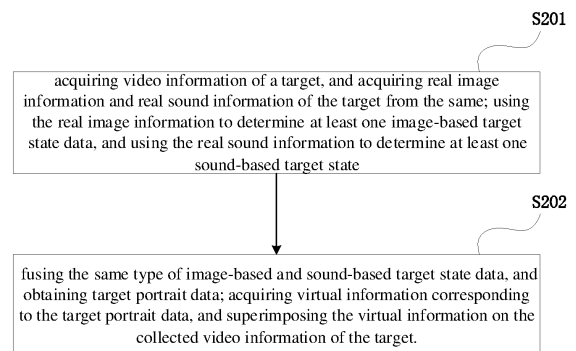 S201
acquiring video information of a target, and acquiring real image
information and real sound information of the target from the same; using
the real image information to determine at least one image-based target
state data, and using the real sound information to determine at least one
sound-based target state
S202
fusing the same type of image-based and sound-based target state data, and
obtaining target portrait data; acquiring virtual information corresponding
to the target portrait data, and superimposing the virtual information on the
collected video information of the target.